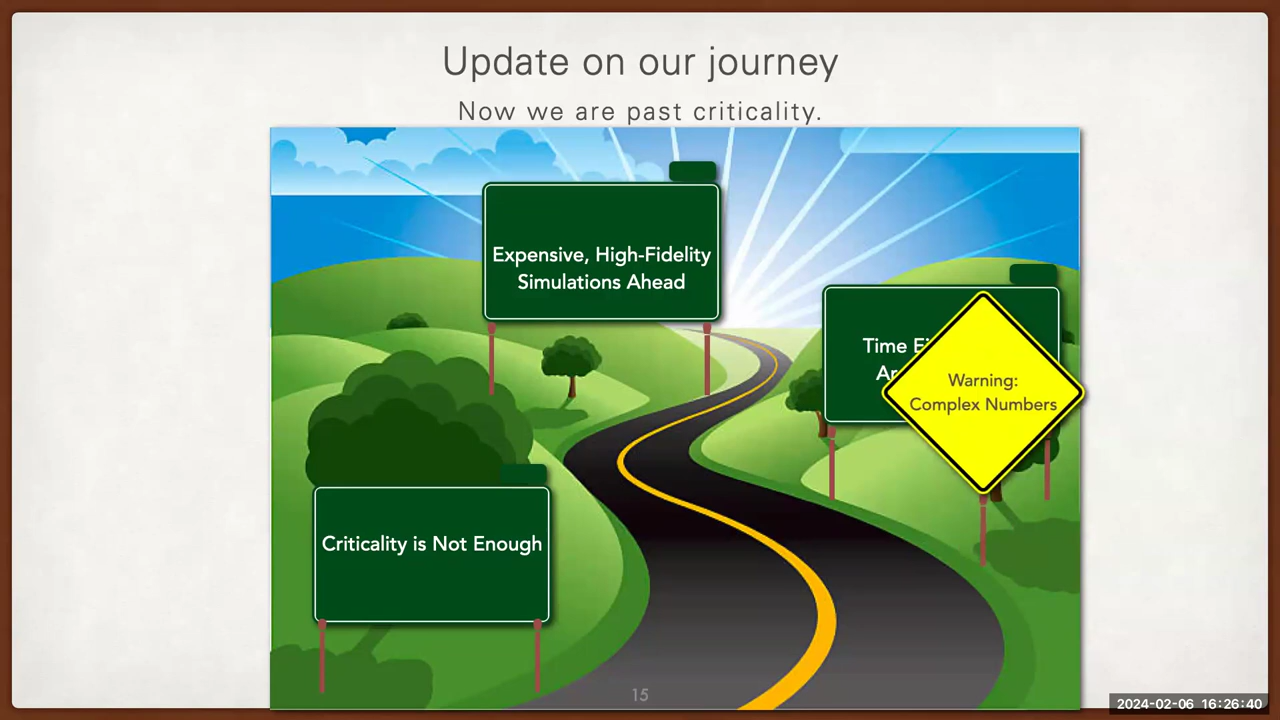 Update on our journey
Now we are past criticality.
Expensive, High-Fidelity
Simulations Ahead
Time
Warning:
Complex Numbers
Criticality is Not Enough
15
2024-02-06 16:26:40